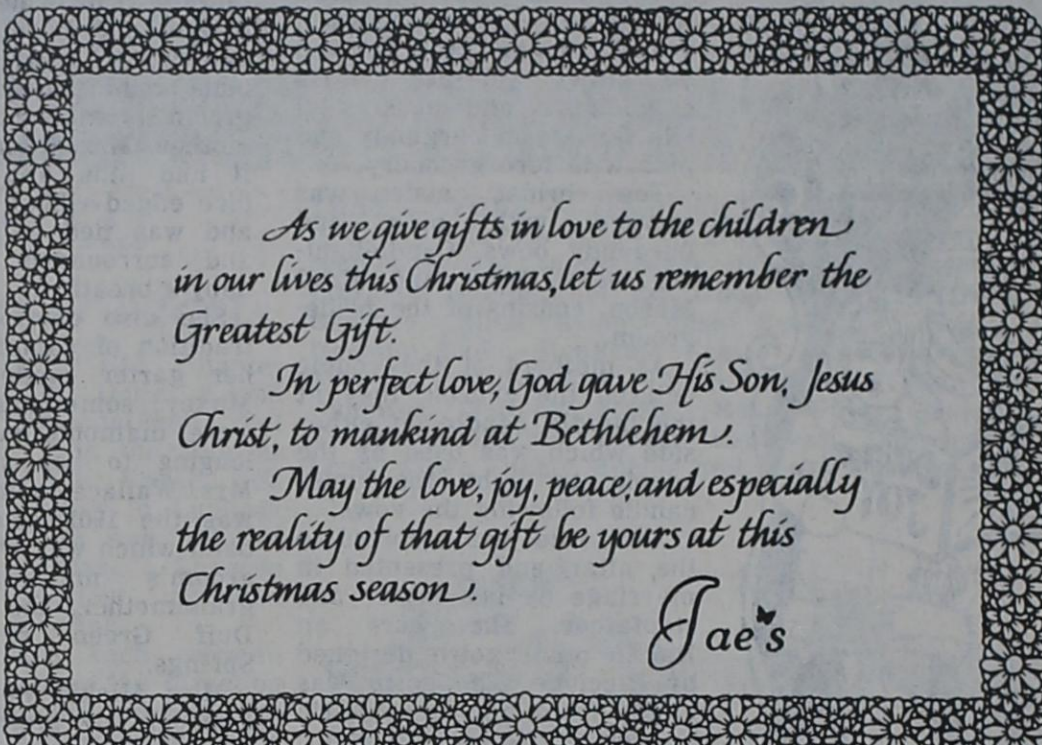 As we give gifts in love to the children
in our lives this Christmas, let us remember the
Greatest Gift.
In perfect love, God gave His Son, Jesus
Christ, to mankind at Bethlehem.
May the love, joy, peace, and especially
the reality of that gift be yours at this
Christmas season.
Jae's